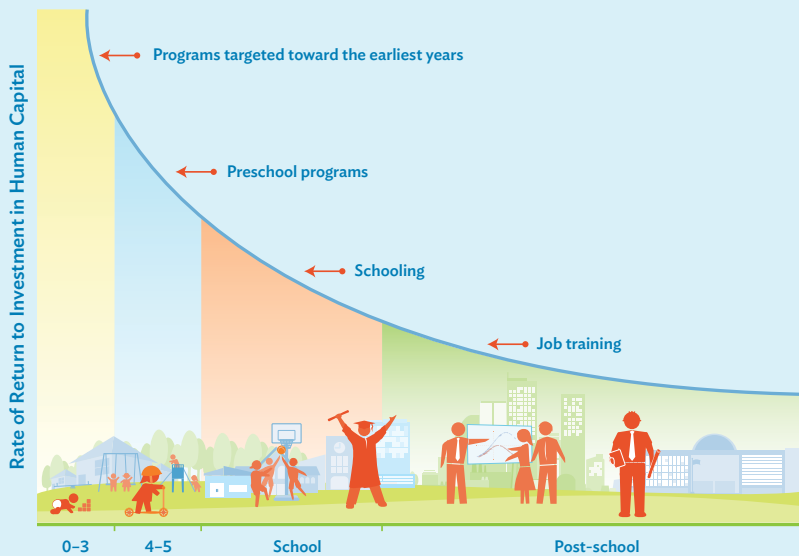 Rate of Return to Investment in Human Capital
Programs targeted toward the earliest years
Preschool programs
Schooling
Job training
0–3
4–5
School
Post-school